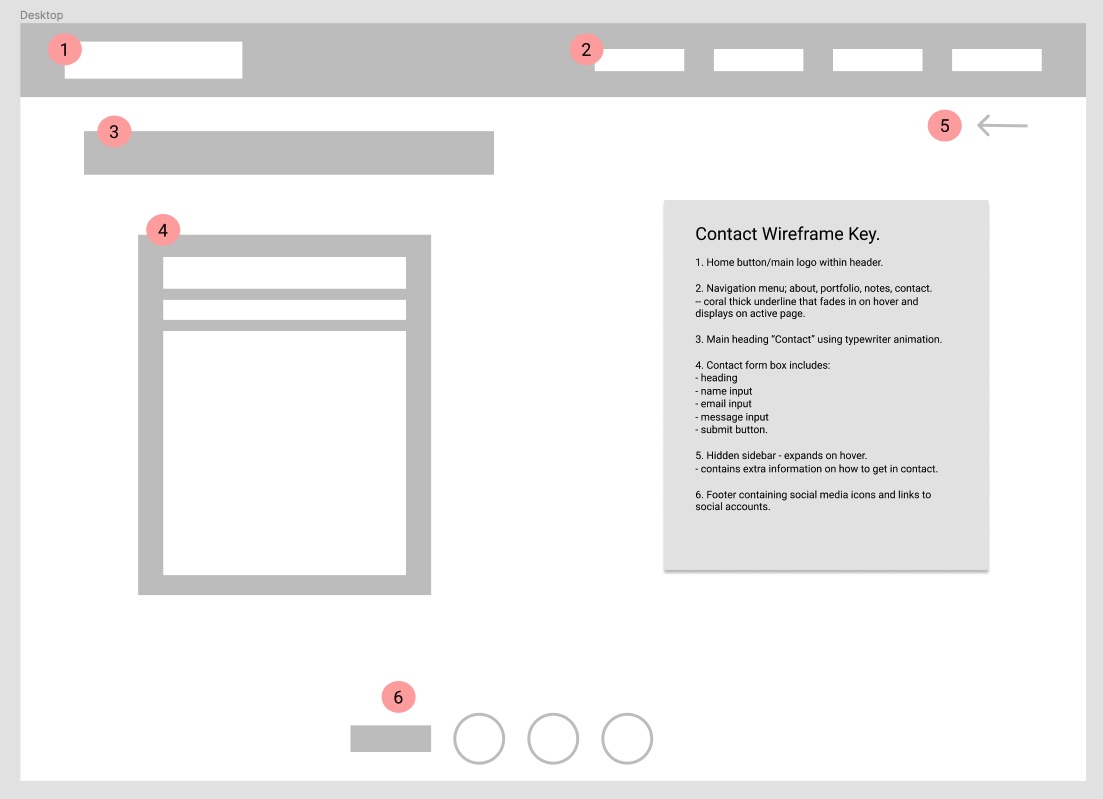 Desktop
1
2
3
5
4
Contact Wireframe Key.
1. Home button/main logo within header.
2. Navigation menu; about, portfolio, notes, contact.
-- coral thick underline that fades in on hover and
displays on active page.
3. Main heading “Contact” using typewriter animation.
4. Contact form box includes:
- heading
- name input
- email input
- message input
- submit button.
5. Hidden sidebar - expands on hover.
- contains extra information on how to get in contact.
6. Footer containing social media icons and links to
social accounts.
6